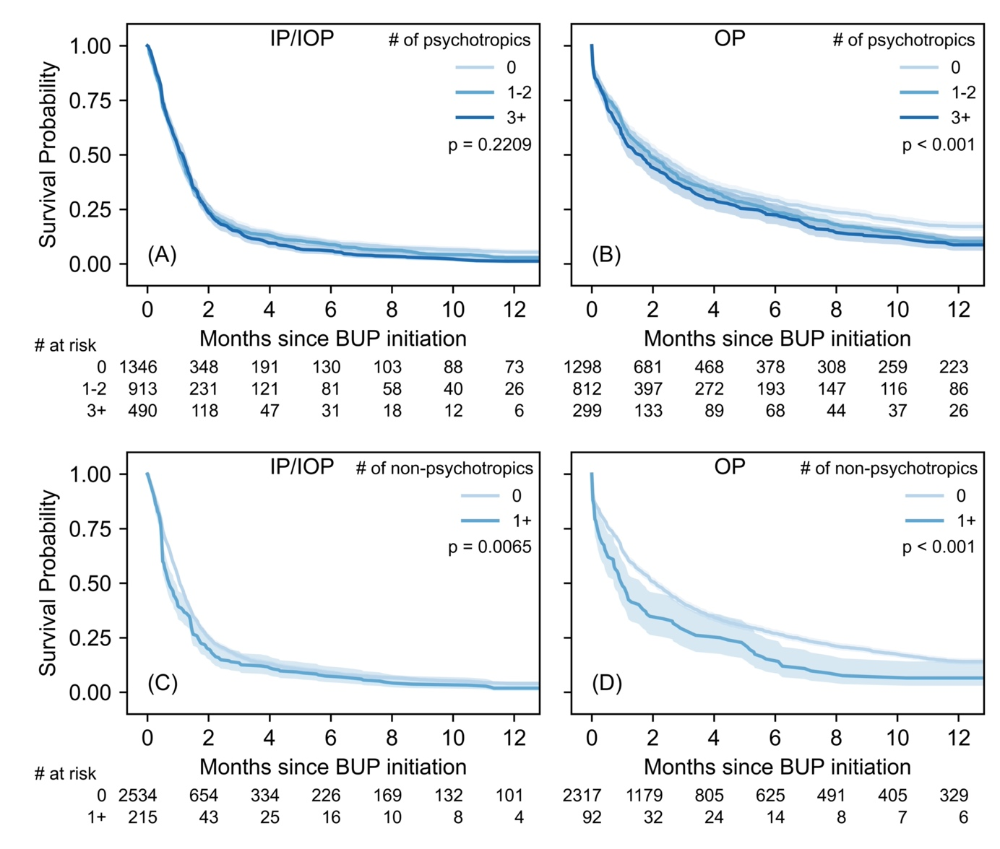 IP/IOP
# of psychotropics
0
1-2
3+
p = 0.2209
(A)
Survival Probability
1.00
0.75
0.50
0.25
0.00
0 2 4 6 8 10 12
Months since BUP initiation
OP
# of psychotropics
0
1-2
3+
p < 0.001
(B)
0 2 4 6 8 10 12
Months since BUP initiation
# at risk
0 1346 348 191 130 103 88 73 1298 681 468 378 308 259 223
1-2 913 231 121 81 58 40 26 812 397 272 193 147 116 86
3+ 490 118 47 31 18 12 6 299 133 89 68 44 37 26
IP/IOP
# of non-psychotropics
0
1+
p = 0.0065
(C)
Survival Probability
1.00
0.75
0.50
0.25
0.00
0 2 4 6 8 10 12
Months since BUP initiation
OP
# of non-psychotropics
0
1+
p < 0.001
(D)
0 2 4 6 8 10 12
Months since BUP initiation
# at risk
0 2534 654 334 226 169 132 101 2317 1179 805 625 491 405 329
1+ 215 43 25 16 10 8 4 92 32 24 14 8 7 6